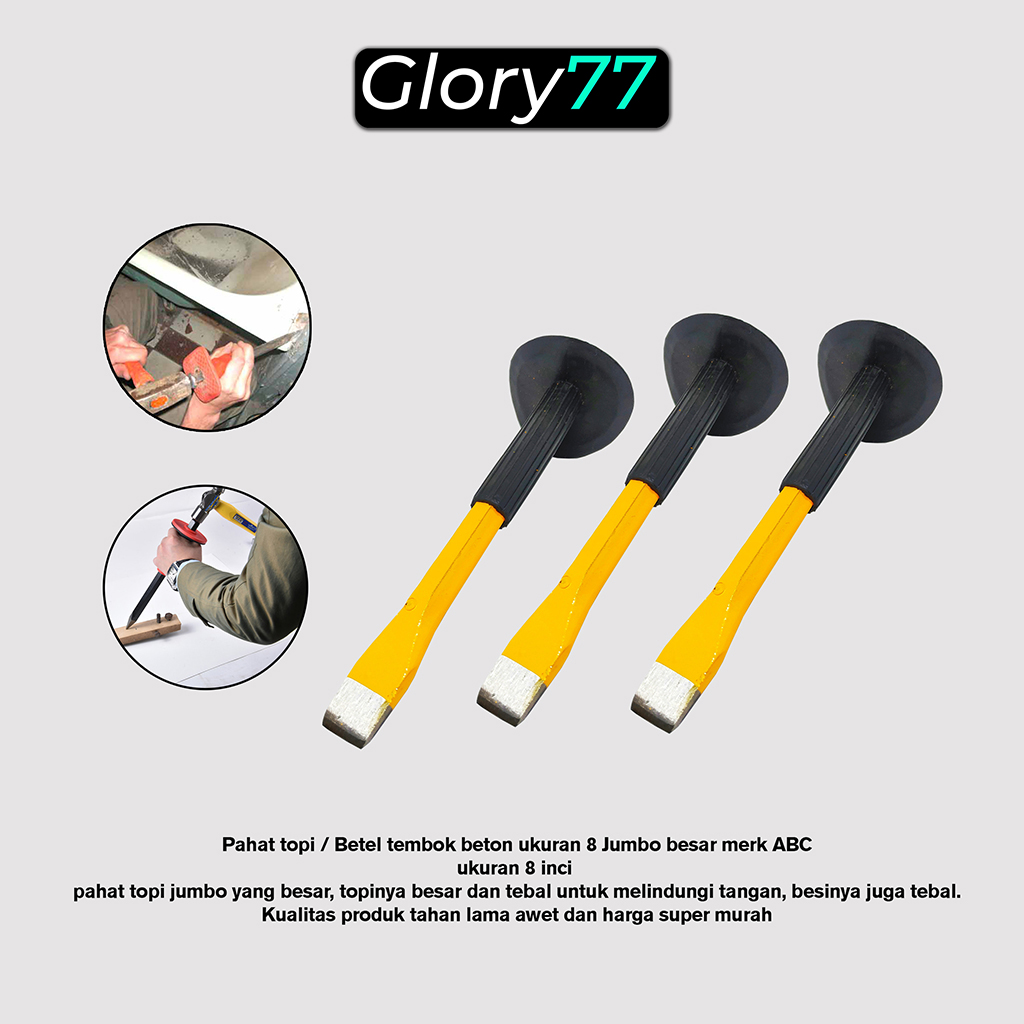 Glory77
Pahat topi / Betel tembok beton ukuran 8 Jumbo besar merk ABC
ukuran 8 inci
pahat topi jumbo yang besar, topinya besar dan tebal untuk melindungi tangan, besinya juga tebal.
Kualitas produk tahan lama awet dan harga super murah